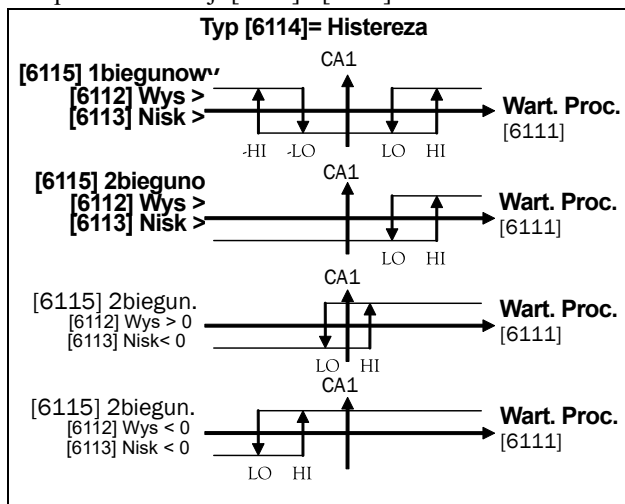 Typ [6114]= Histereza
CA1
[6115] 1biegunowy
[6112] Wys >
[6113] Nisk >
Wart. Proc.
[6111]
-HI -LO LO HI
CA1
[6115] 2bieguno
[6112] Wys >
[6113] Nisk >
Wart. Proc.
[6111]
LO HI
CA1
[6115] 2biegun.
[6112] Wys > 0
[6113] Nisk< 0
Wart. Proc.
[6111]
LO HI
CA1
[6115] 2biegun.
[6112] Wys < 0
[6113] Nisk < 0
Wart. Proc.
[6111]
LO HI